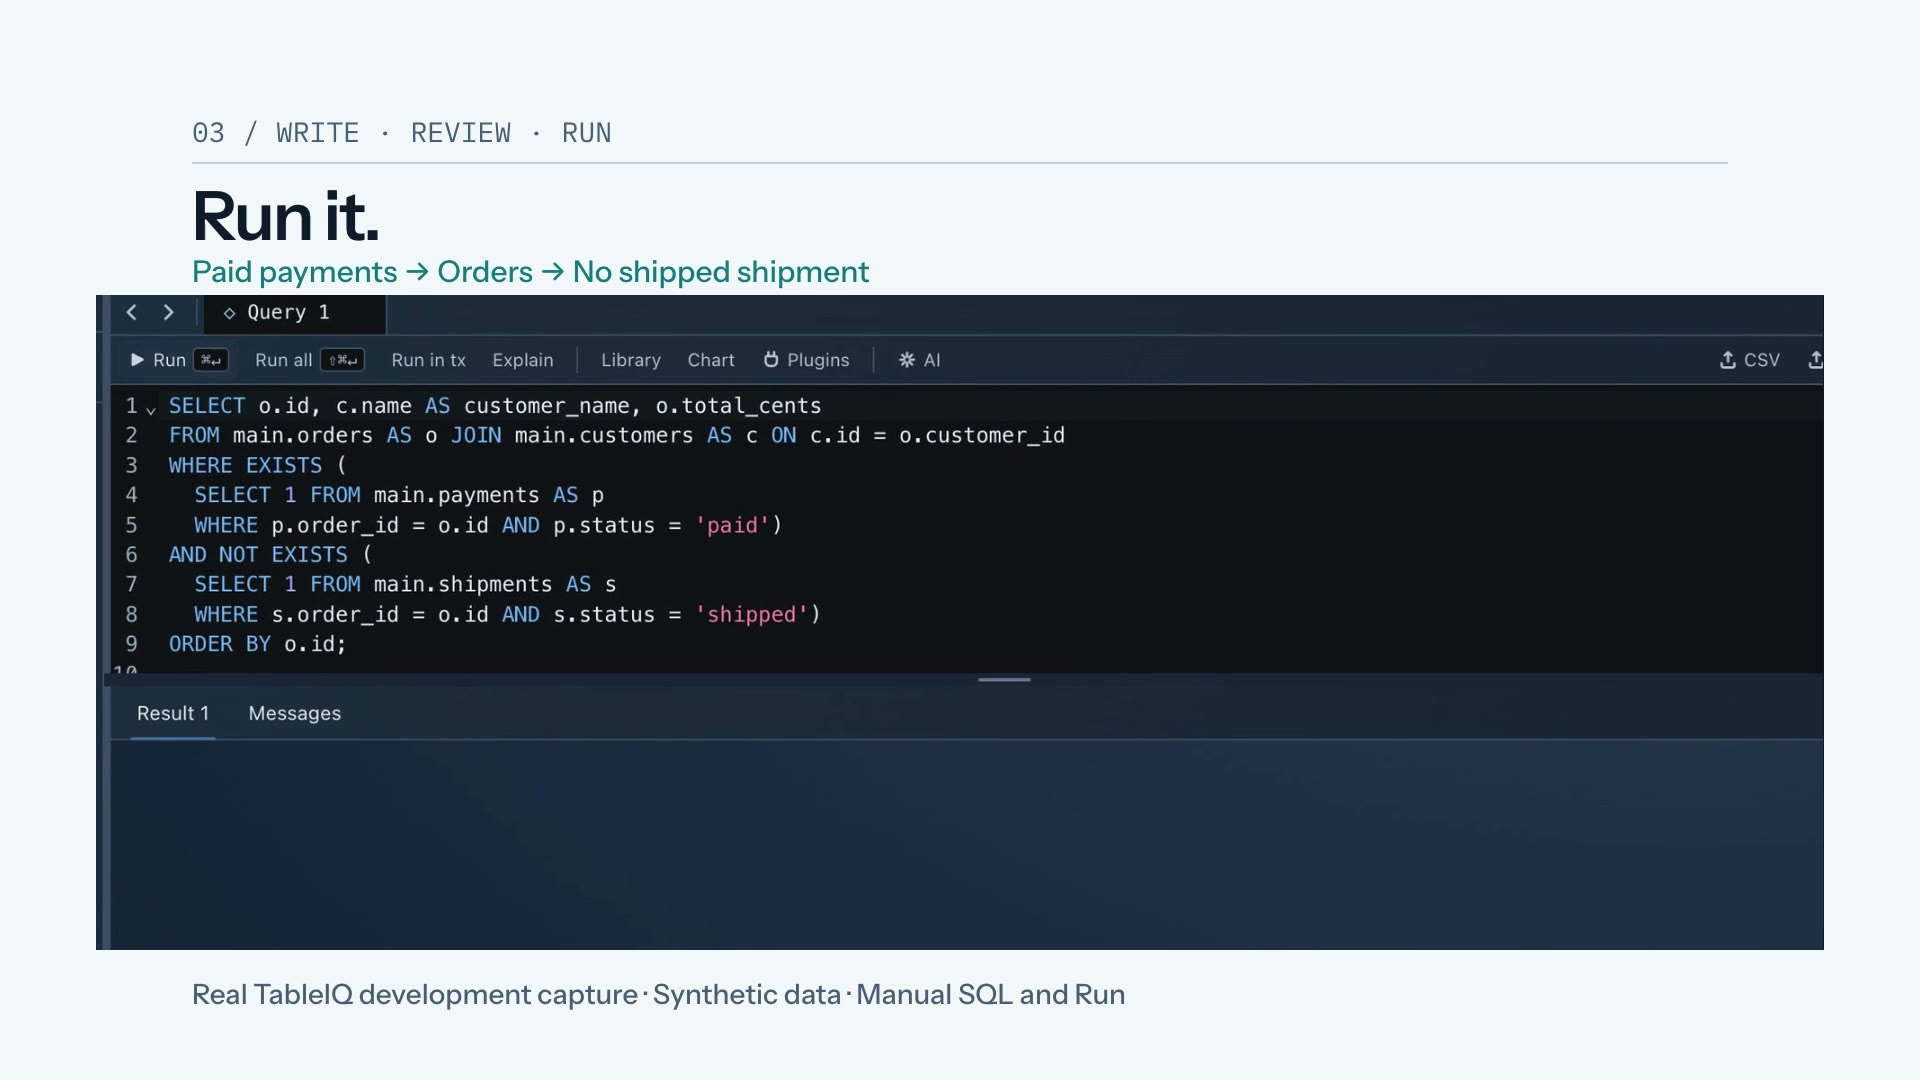 03 / WRITE · REVIEW · RUN
Run it.
Paid payments → Orders → No shipped shipment
Query 1
Run ⌘↵ Run all ⇧⌘↵ Run in tx Explain Library Chart Plugins AI CSV
1 SELECT o.id, c.name AS customer_name, o.total_cents
2 FROM main.orders AS o JOIN main.customers AS c ON c.id = o.customer_id
3 WHERE EXISTS (
4 SELECT 1 FROM main.payments AS p
5 WHERE p.order_id = o.id AND p.status = 'paid')
6 AND NOT EXISTS (
7 SELECT 1 FROM main.shipments AS s
8 WHERE s.order_id = o.id AND s.status = 'shipped')
9 ORDER BY o.id;
10
Result 1 Messages
Real TableIQ development capture · Synthetic data · Manual SQL and Run